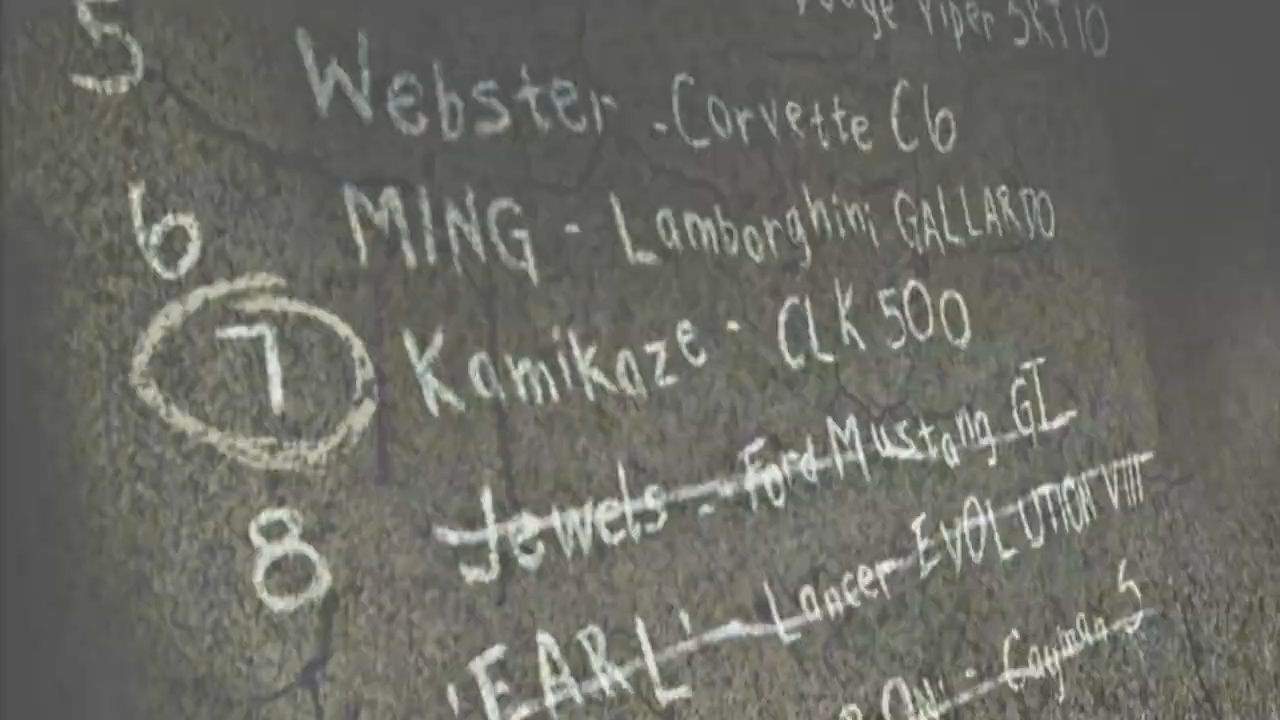 Viper SRT10
5 Webster - Corvette C6
6 MING - Lamborghini GALLARDO
7 Kamikaze - CLK 500
8 Jewels - Ford Mustang GT
'EARL' - Lancer EVOLUTION VIII
Cayman S